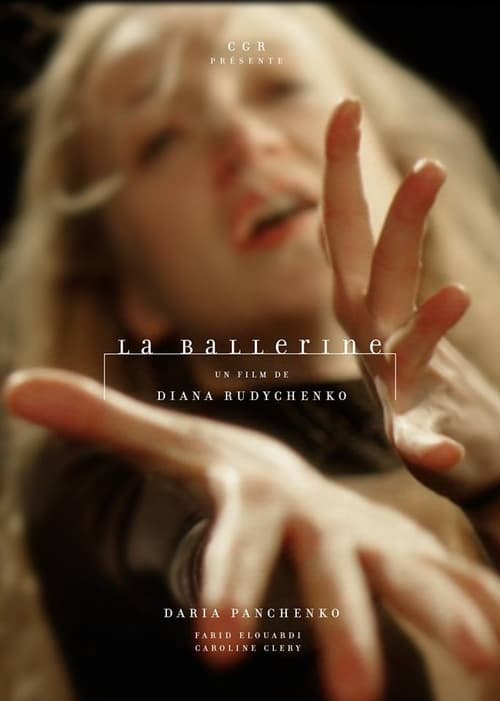 CGR
PRÉSENTE
La Ballerine
UN FILM DE
DIANA RUDYCHENKO
DARIA PANCHENKO
FARID ELOUARDI
CAROLINE CLERY